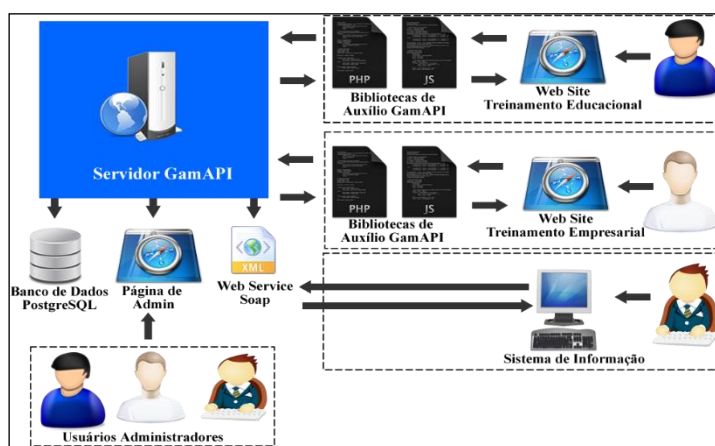 Servidor GamAPI
PHP
JS
Bibliotecas de
Auxílio GamAPI
Web Site
Treinamento Educacional
PHP
JS
Bibliotecas de
Auxílio GamAPI
Web Site
Treinamento Empresarial
Banco de Dados
PostgreSQL
Página de
Admin
XML
Web Service
Soap
Sistema de Informação
Usuários Administradores